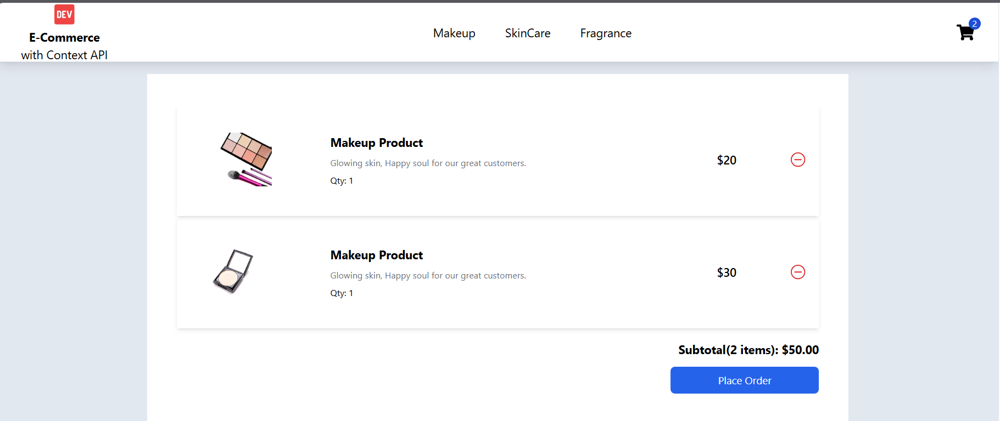 DEV
E-Commerce
with Context API
Makeup
SkinCare
Fragrance
2
Makeup Product
Glowing skin, Happy soul for our great customers.
Qty: 1
$20
Makeup Product
Glowing skin, Happy soul for our great customers.
Qty: 1
$30
Subtotal(2 items): $50.00
Place Order